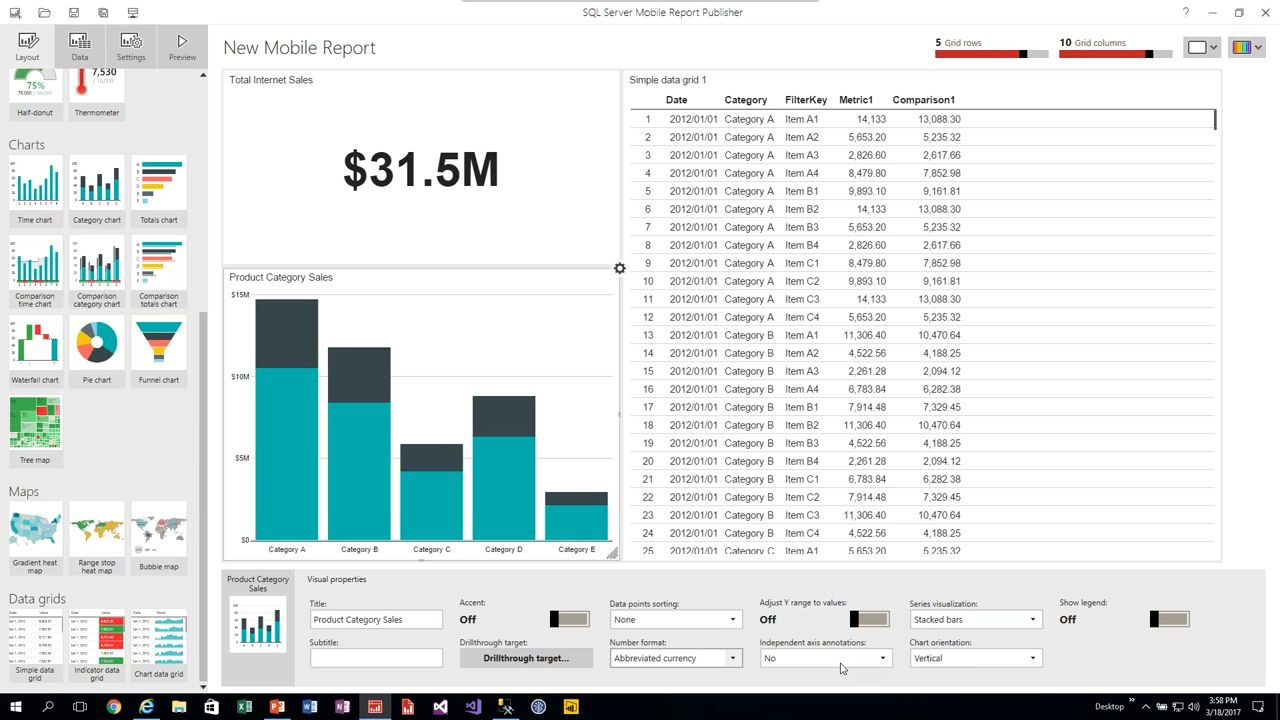 SQL Server Mobile Report Publisher
Layout
Data
Settings
Preview
New Mobile Report
5 Grid rows
10 Grid columns
75%
7,530
Half-donut
Thermometer
Charts
Time chart
Category chart
Totals chart
Comparison time chart
Comparison category chart
Comparison totals chart
Waterfall chart
Pie chart
Funnel chart
Tree map
Maps
Gradient heat map
Range stop heat map
Bubble map
Data grids
Simple data grid
Indicator data grid
Chart data grid
Total Internet Sales
$31.5M
Product Category Sales
$15M
$10M
$5M
$0
Category A
Category B
Category C
Category D
Category E
Simple data grid 1
Date Category FilterKey Metric1 Comparison1
1 2012/01/01 Category A Item A1 14,133 13,088.30
2 2012/01/01 Category A Item A2 5,653.20 5,235.32
3 2012/01/01 Category A Item A3 2,826.60 2,617.66
4 2012/01/01 Category A Item A4 8,479.80 7,852.98
5 2012/01/01 Category A Item B1 9,893.10 9,161.81
6 2012/01/01 Category A Item B2 14,133 13,088.30
7 2012/01/01 Category A Item B3 5,653.20 5,235.32
8 2012/01/01 Category A Item B4 2,826.60 2,617.66
9 2012/01/01 Category A Item C1 8,479.80 7,852.98
10 2012/01/01 Category A Item C2 9,893.10 9,161.81
11 2012/01/01 Category A Item C3 14,133 13,088.30
12 2012/01/01 Category A Item C4 5,653.20 5,235.32
13 2012/01/01 Category B Item A1 11,306.40 10,470.64
14 2012/01/01 Category B Item A2 4,522.56 4,188.25
15 2012/01/01 Category B Item A3 2,261.28 2,094.12
16 2012/01/01 Category B Item A4 6,783.84 6,282.38
17 2012/01/01 Category B Item B1 7,914.48 7,329.45
18 2012/01/01 Category B Item B2 11,306.40 10,470.64
19 2012/01/01 Category B Item B3 4,522.56 4,188.25
20 2012/01/01 Category B Item B4 2,261.28 2,094.12
21 2012/01/01 Category B Item C1 6,783.84 6,282.38
22 2012/01/01 Category B Item C2 7,914.48 7,329.45
23 2012/01/01 Category B Item C3 11,306.40 10,470.64
24 2012/01/01 Category B Item C4 4,522.56 4,188.25
25 2012/01/01 Category C Item A1 5,653.20 5,235.32
Product Category Sales
Visual properties
Title:
Product Category Sales
Subtitle:
Accent:
Off
Drillthrough target:
Drillthrough target...
Data points sorting:
None
Number format:
Abbreviated currency
Adjust Y range to values:
Off
Independent axis annotations:
No
Series visualization:
Stacked bars
Chart orientation:
Vertical
Show legend:
Off
Desktop
3:58 PM
3/18/2017